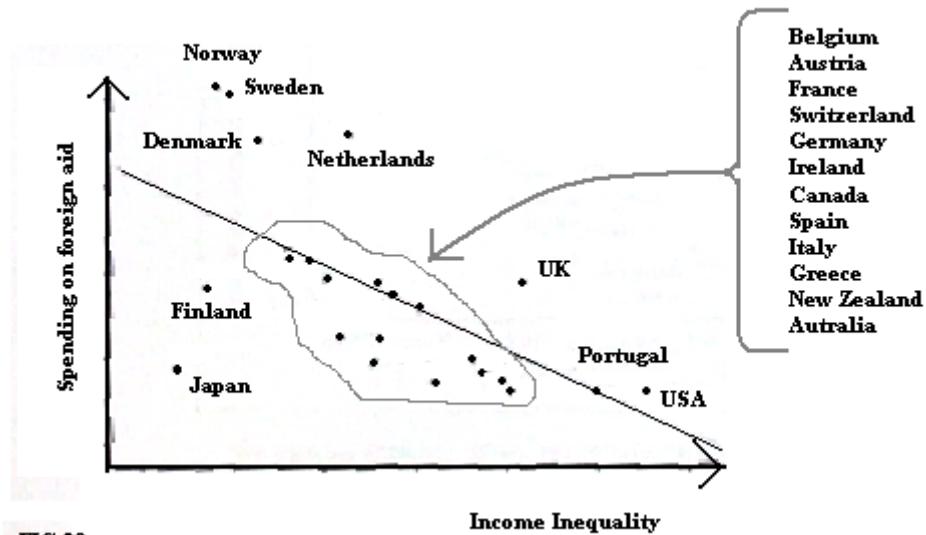 Norway
Sweden
Denmark
Netherlands
Spending on foreign aid
UK
Finland
Portugal
Japan
USA
Income Inequality
Belgium
Austria
France
Switzerland
Germany
Ireland
Canada
Spain
Italy
Greece
New Zealand
Autralia